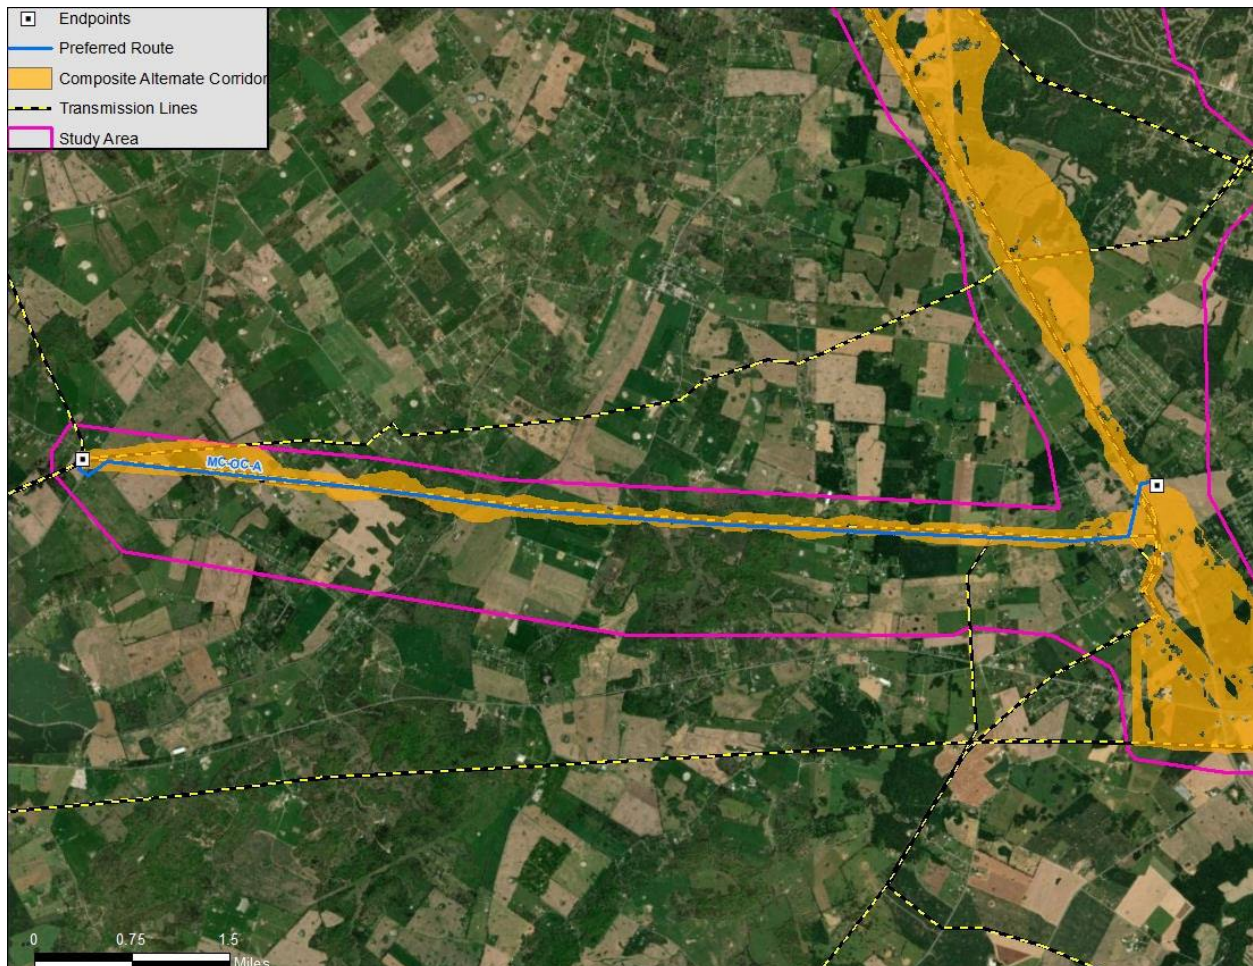 Endpoints
Preferred Route
Composite Alternate Corridor
Transmission Lines
Study Area
MC-OC-A
0 0.75 1.5
Miles